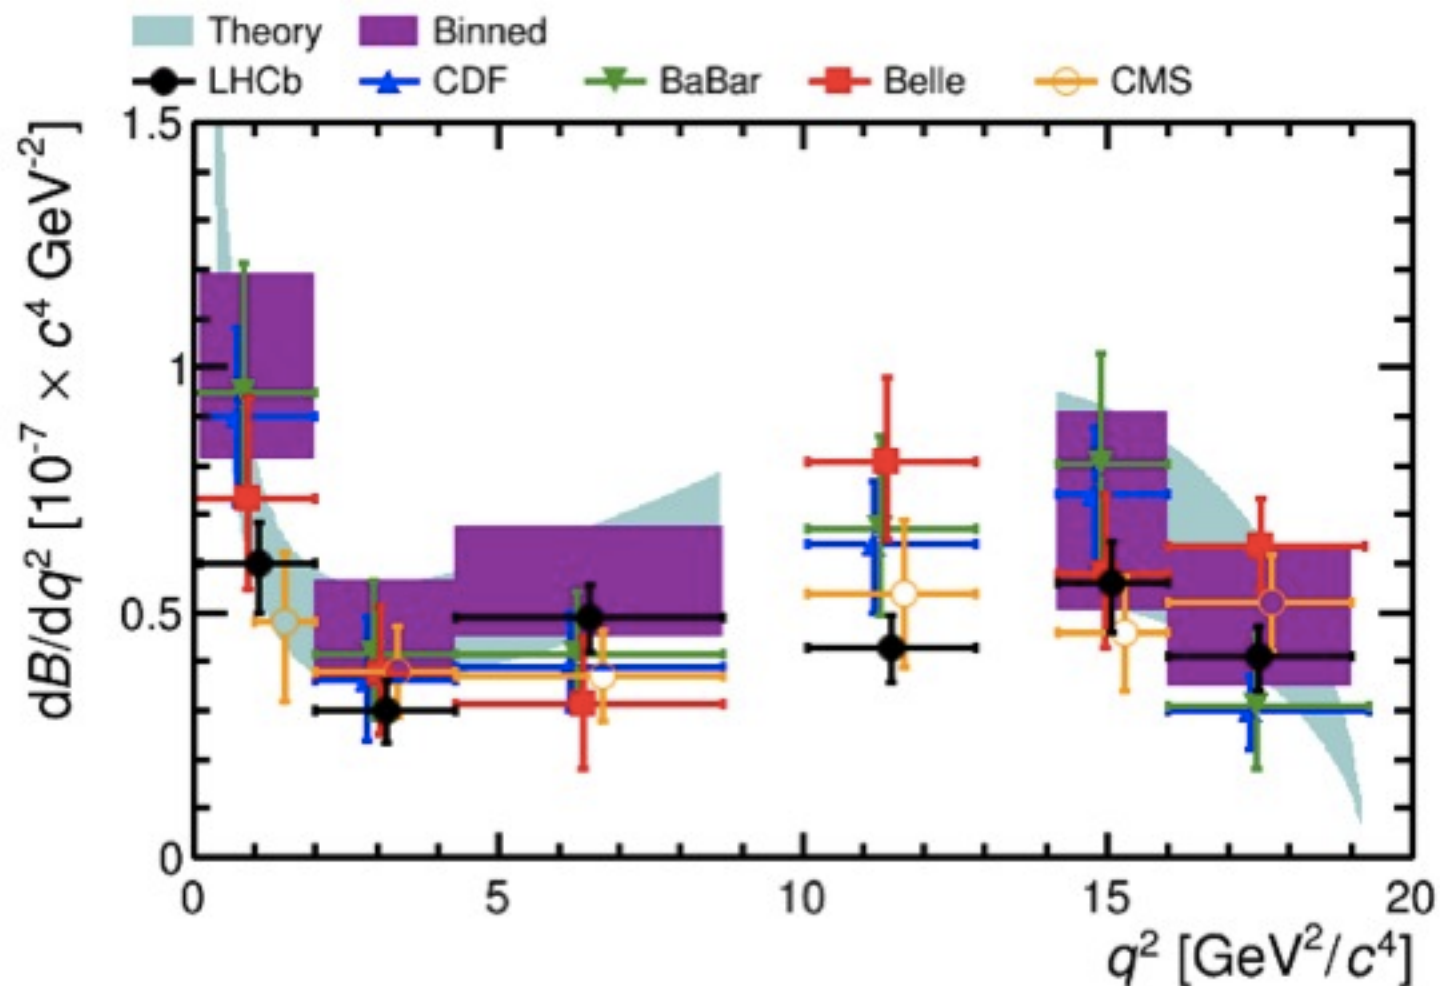 Theory Binned
LHCb CDF BaBar Belle CMS
dB/dq² [10⁻⁷ × c⁴ GeV⁻²]
1.5
1
0.5
0
0 5 10 15 20
q² [GeV²/c⁴]